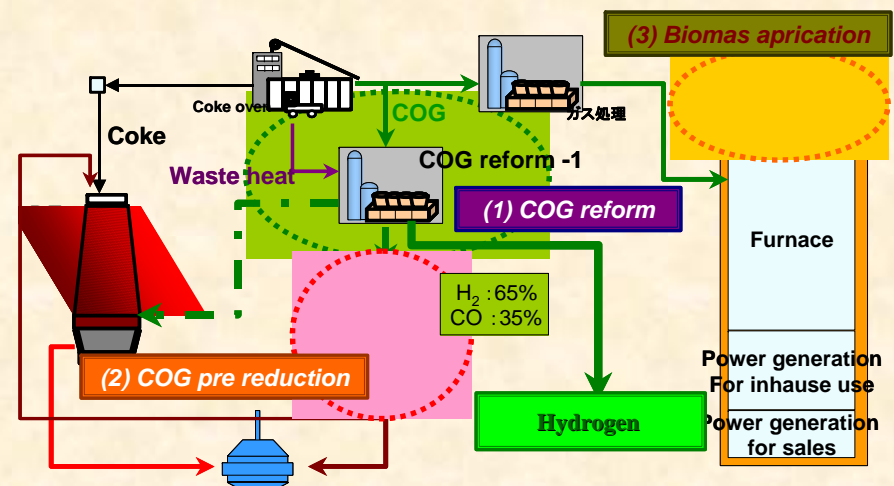 (3) Biomas aprication
Coke oven
COG
ガス処理
Coke
COG reform -1
Waste heat
(1) COG reform
Furnace
H2 : 65%
CO : 35%
(2) COG pre reduction
Power generation
For inhause use
Hydrogen
Power generation
for sales